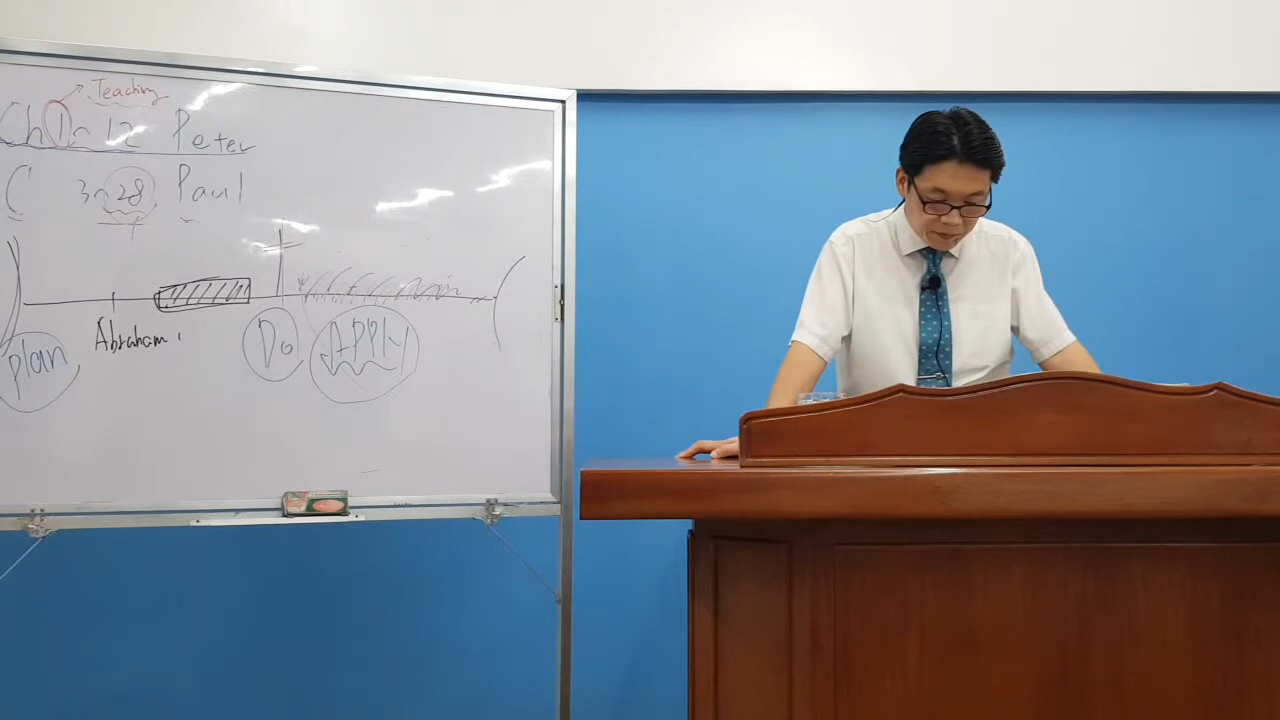 Teaching
Ch 1~12 Peter
C 3~28 Paul
Abraham
plan Do APPly